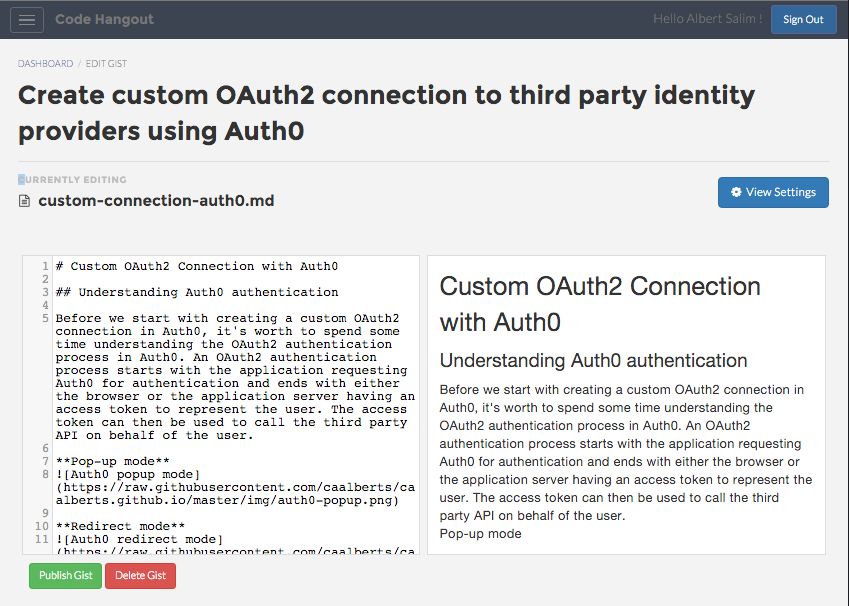 Code Hangout
Hello Albert Salim !
Sign Out
DASHBOARD / EDIT GIST
Create custom OAuth2 connection to third party identity
providers using Auth0
CURRENTLY EDITING
custom-connection-auth0.md
View Settings
1 # Custom OAuth2 Connection with Auth0
2
3 ## Understanding Auth0 authentication
4
5 Before we start with creating a custom OAuth2
connection in Auth0, it's worth to spend some
time understanding the OAuth2 authentication
process in Auth0. An OAuth2 authentication
process starts with the application requesting
Auth0 for authentication and ends with either
the browser or the application server having an
access token to represent the user. The access
token can then be used to call the third party
API on behalf of the user.
6
7 **Pop-up mode**
8 ![Auth0 popup mode]
(https://raw.githubusercontent.com/caalberts/ca
alberts.github.io/master/img/auth0-popup.png)
9
10 **Redirect mode**
11 ![Auth0 redirect mode]
(https://raw.githubusercontent.com/caalberts/ca
Custom OAuth2 Connection
with Auth0
Understanding Auth0 authentication
Before we start with creating a custom OAuth2 connection in
Auth0, it's worth to spend some time understanding the
OAuth2 authentication process in Auth0. An OAuth2
authentication process starts with the application requesting
Auth0 for authentication and ends with either the browser or
the application server having an access token to represent the
user. The access token can then be used to call the third
party API on behalf of the user.
Pop-up mode
Publish Gist
Delete Gist